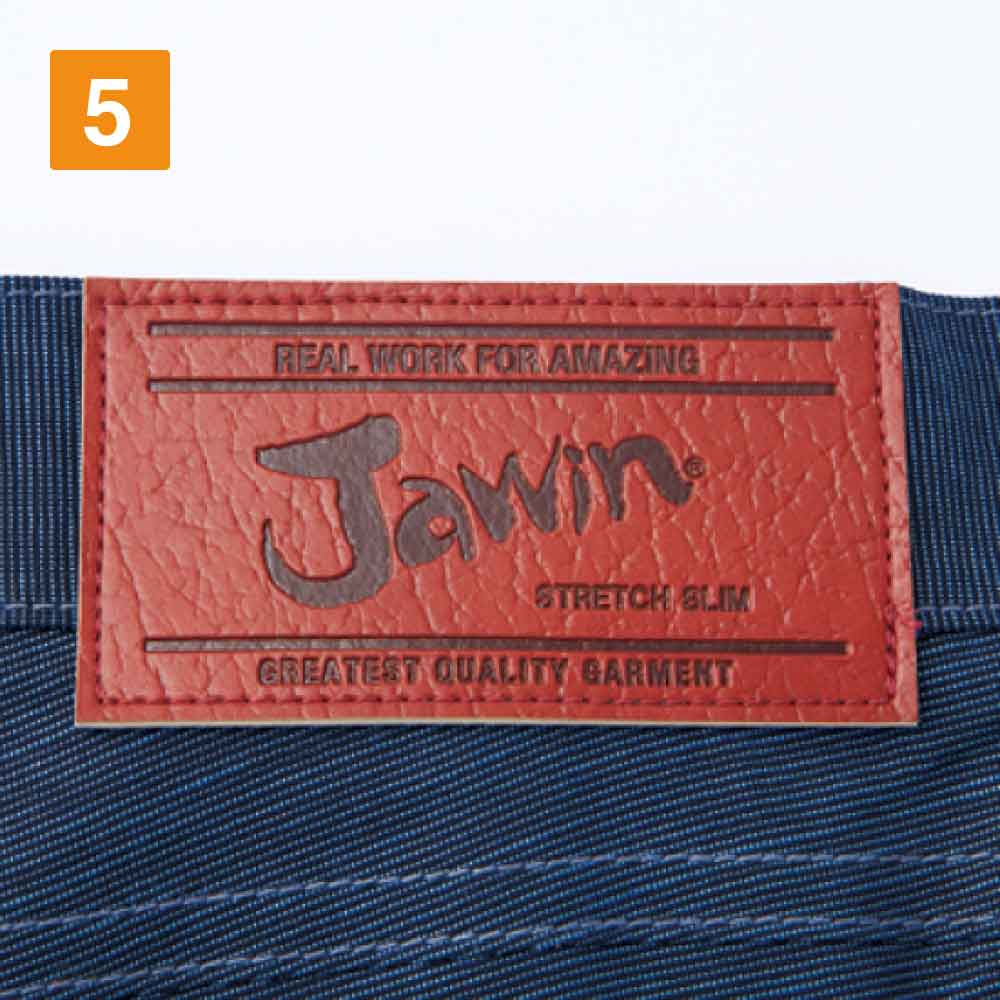 5
REAL WORK FOR AMAZING
Jawin®
STRETCH SLIM
GREATEST QUALITY GARMENT